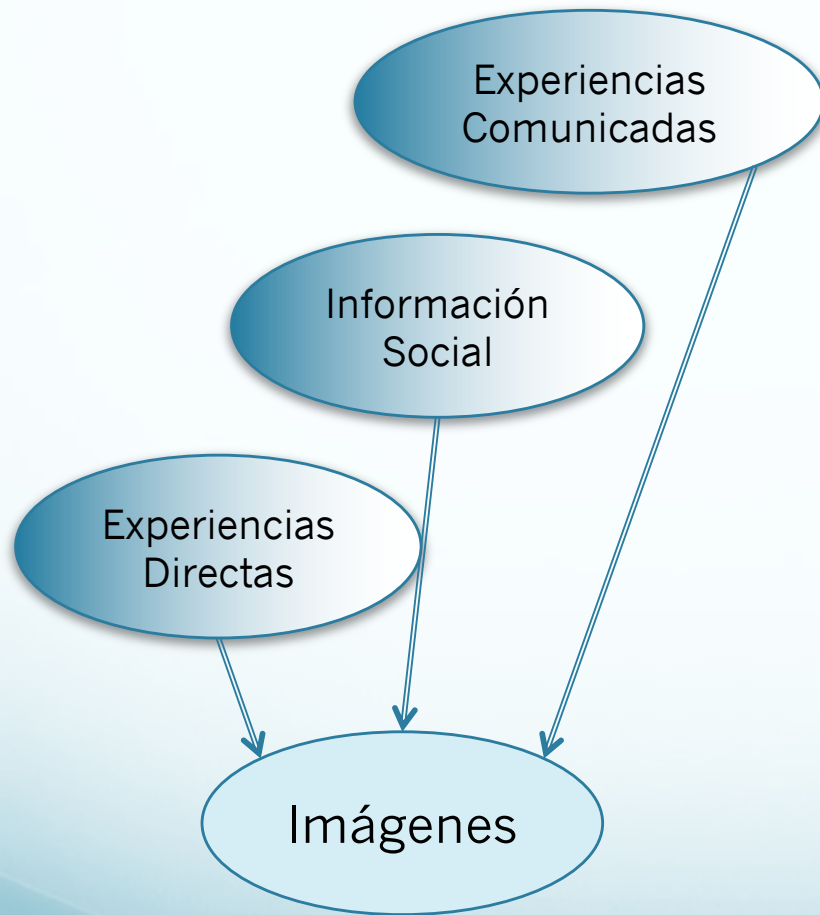 Experiencias
Comunicadas
Información
Social
Experiencias
Directas
Imágenes